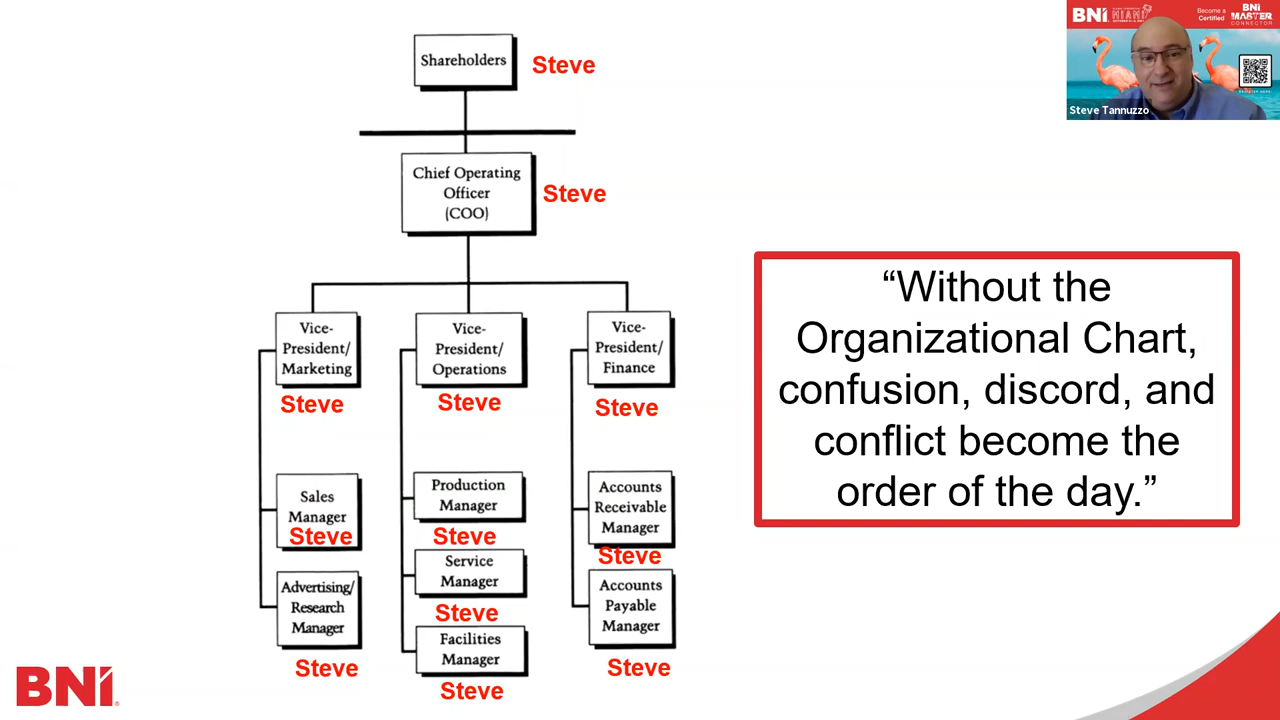 Shareholders
Steve
Chief Operating
Officer
(COO)
Steve
Vice-
President/
Marketing
Steve
Vice-
President/
Operations
Steve
Vice-
President/
Finance
Steve
Sales
Manager
Steve
Advertising/
Research
Manager
Steve
Production
Manager
Steve
Service
Manager
Steve
Facilities
Manager
Steve
Accounts
Receivable
Manager
Steve
Accounts
Payable
Manager
Steve
“Without the
Organizational Chart,
confusion, discord, and
conflict become the
order of the day.”
BNI
MIAMI
Become a
Certified
BNI
MASTER
CONNECTOR
Steve Tannuzzo
BNI